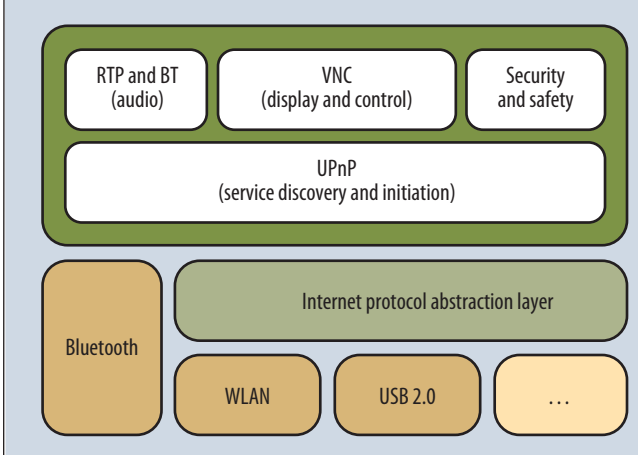 RTP and BT
(audio)
VNC
(display and control)
Security
and safety
UPnP
(service discovery and initiation)
Bluetooth
Internet protocol abstraction layer
WLAN
USB 2.0
...